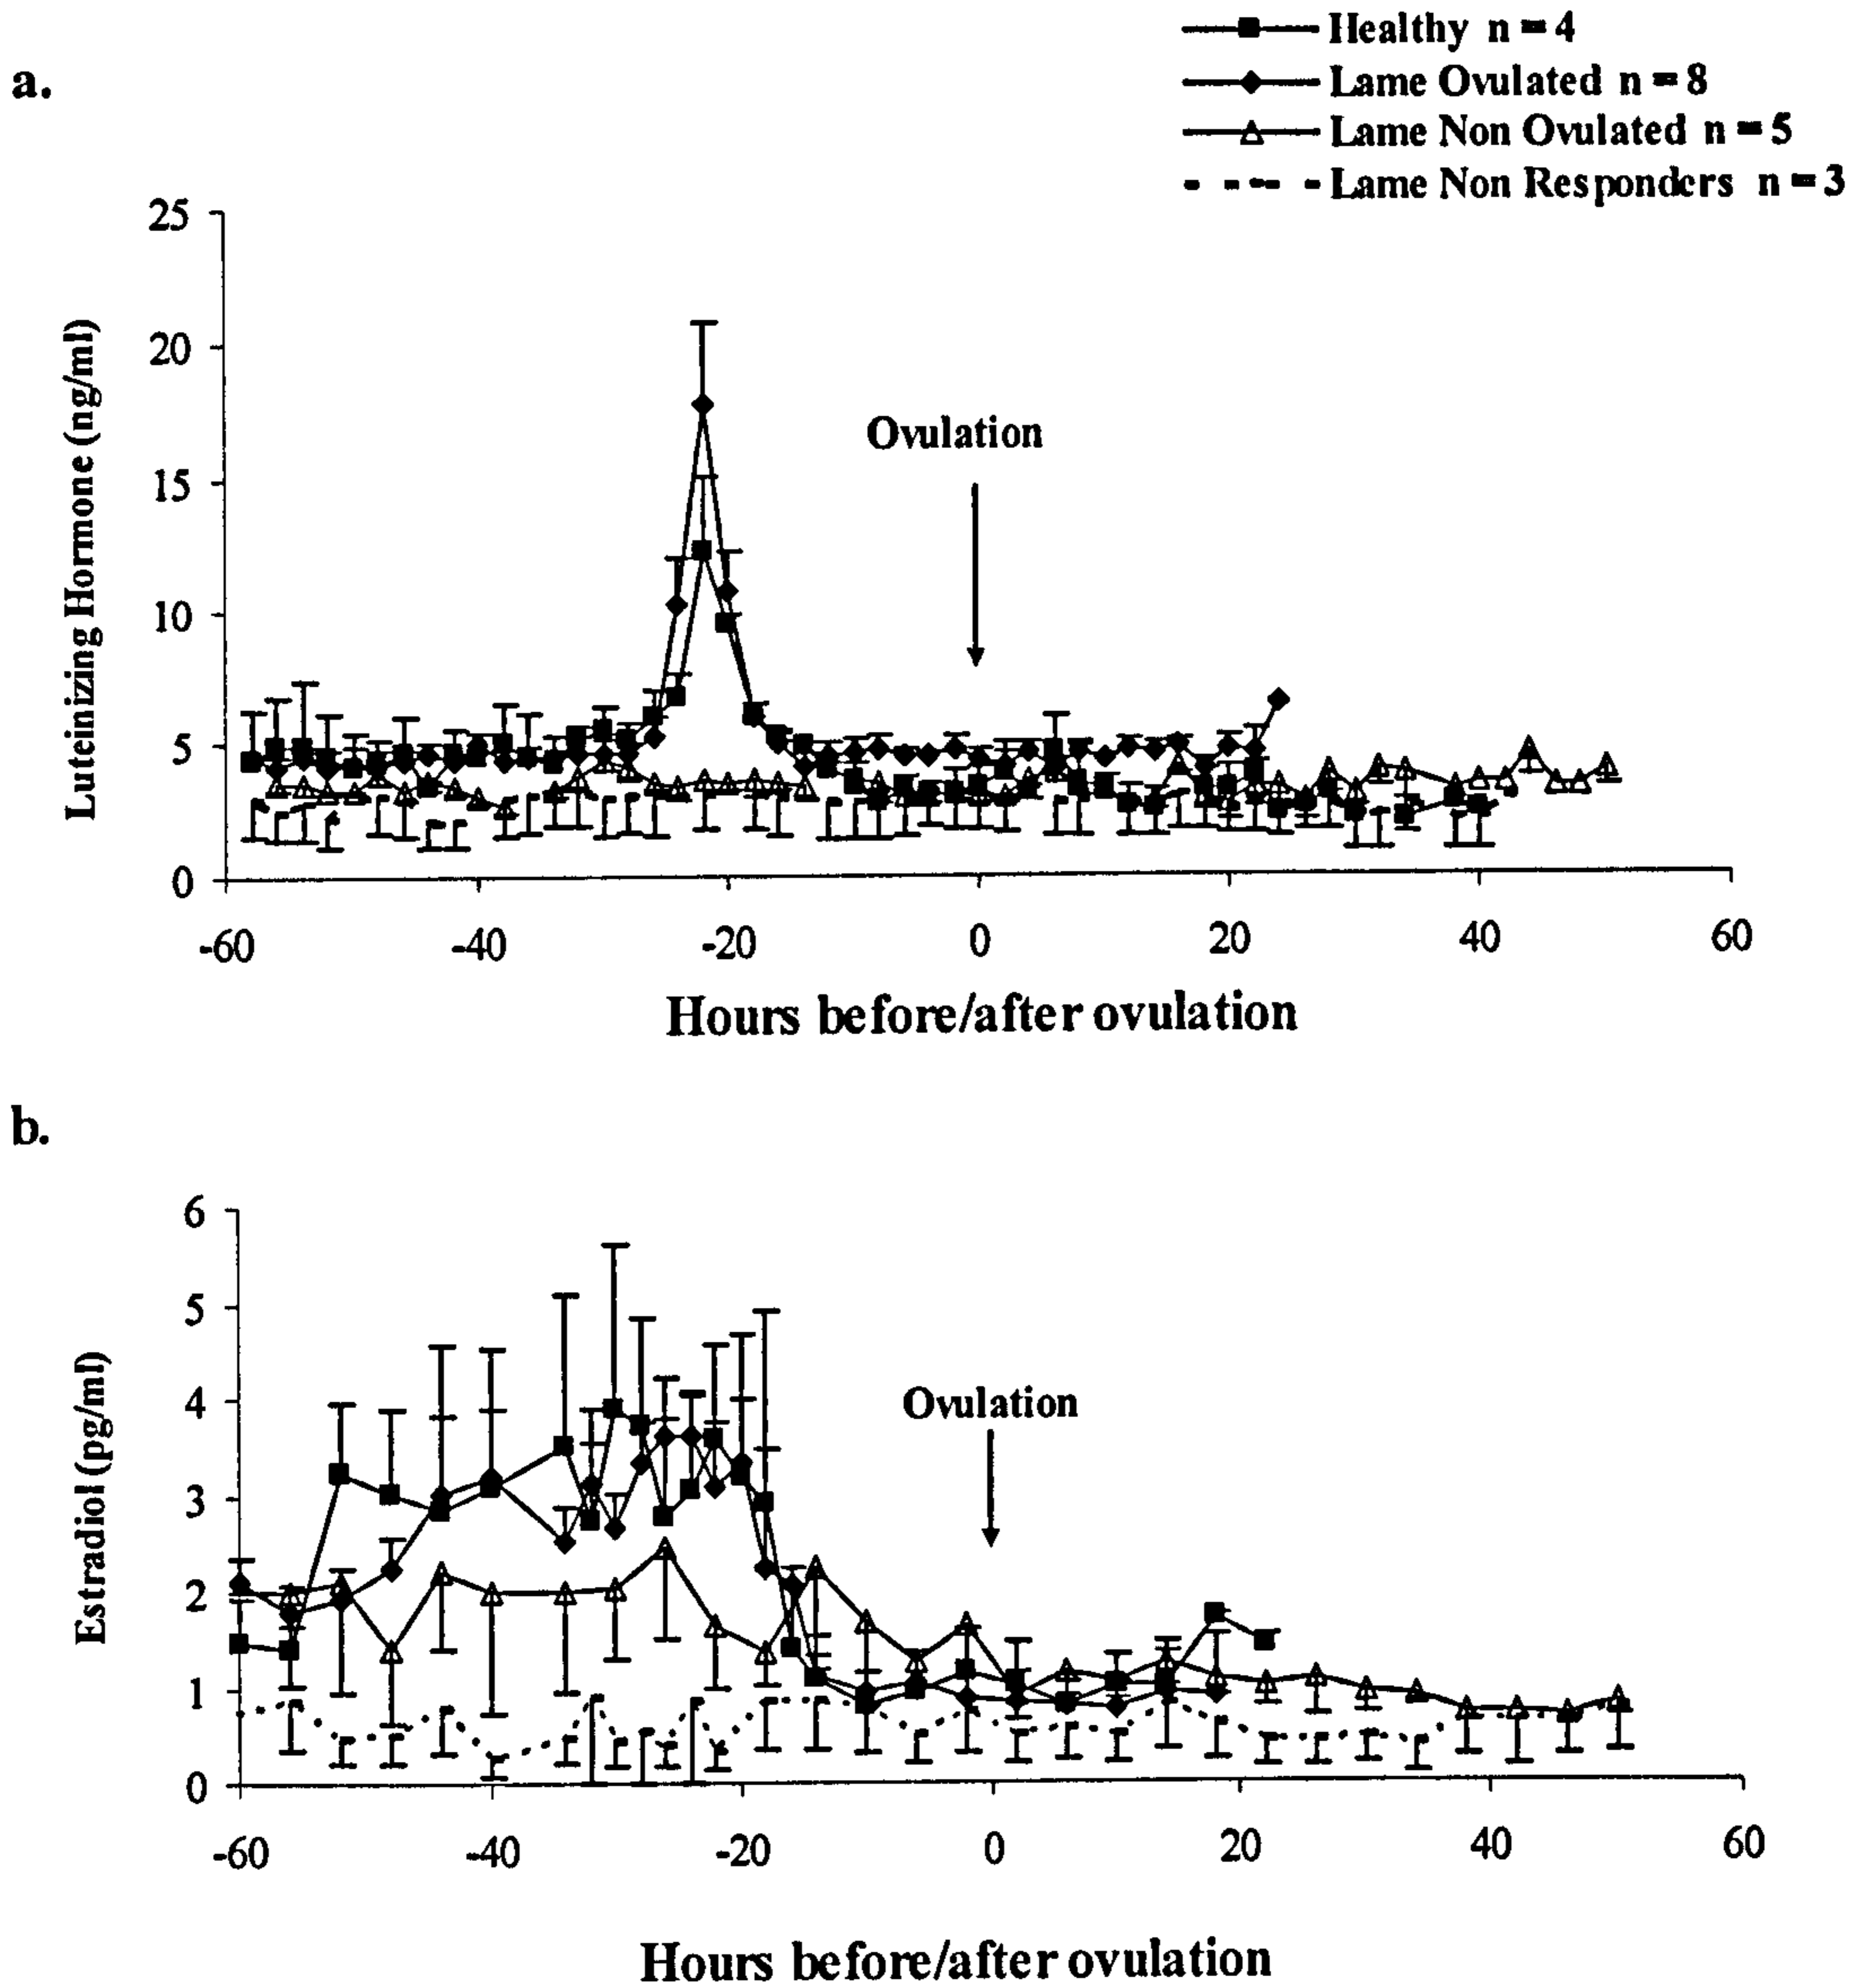 Healthy n = 4
a.
Lame Ovulated n = 8
Lame Non Ovulated n = 5
Lame Non Responders n = 3
25
20
15
10
5
0
Luteinizing Hormone (ng/ml)
Ovulation
-60 -40 -20 0 20 40 60
Hours before/after ovulation
b.
6
5
4
3
2
1
0
Estradiol (pg/ml)
Ovulation
-60 -40 -20 0 20 40 60
Hours before/after ovulation